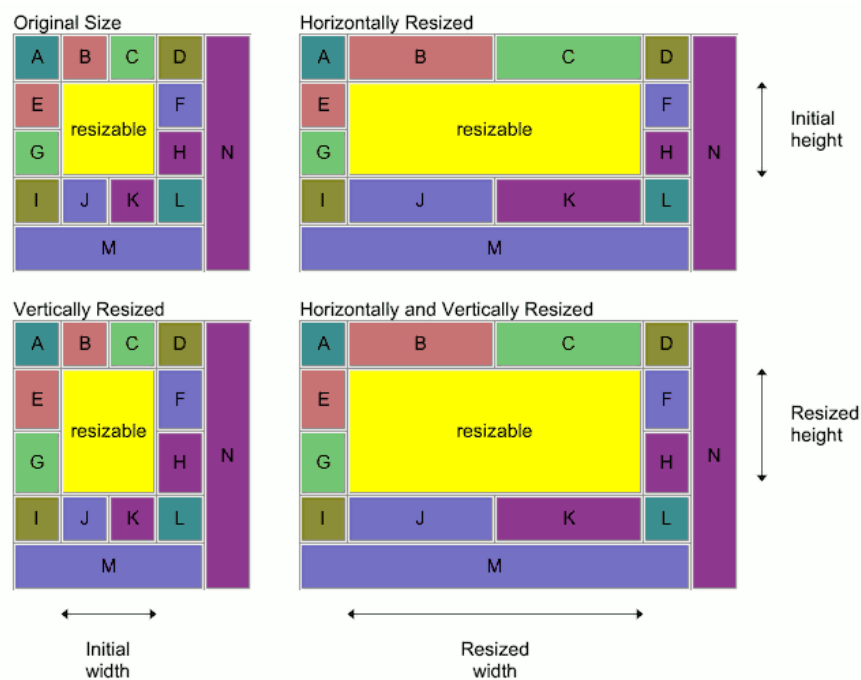 Original Size
A B C D
E resizable F
G H N
I J K L
M
Horizontally Resized
A B C D
E resizable F
G H N
I J K L
M
Initial
height
Vertically Resized
A B C D
E resizable F
G H N
I J K L
M
Horizontally and Vertically Resized
A B C D
E resizable F
G H N
I J K L
M
Resized
height
Initial
width
Resized
width